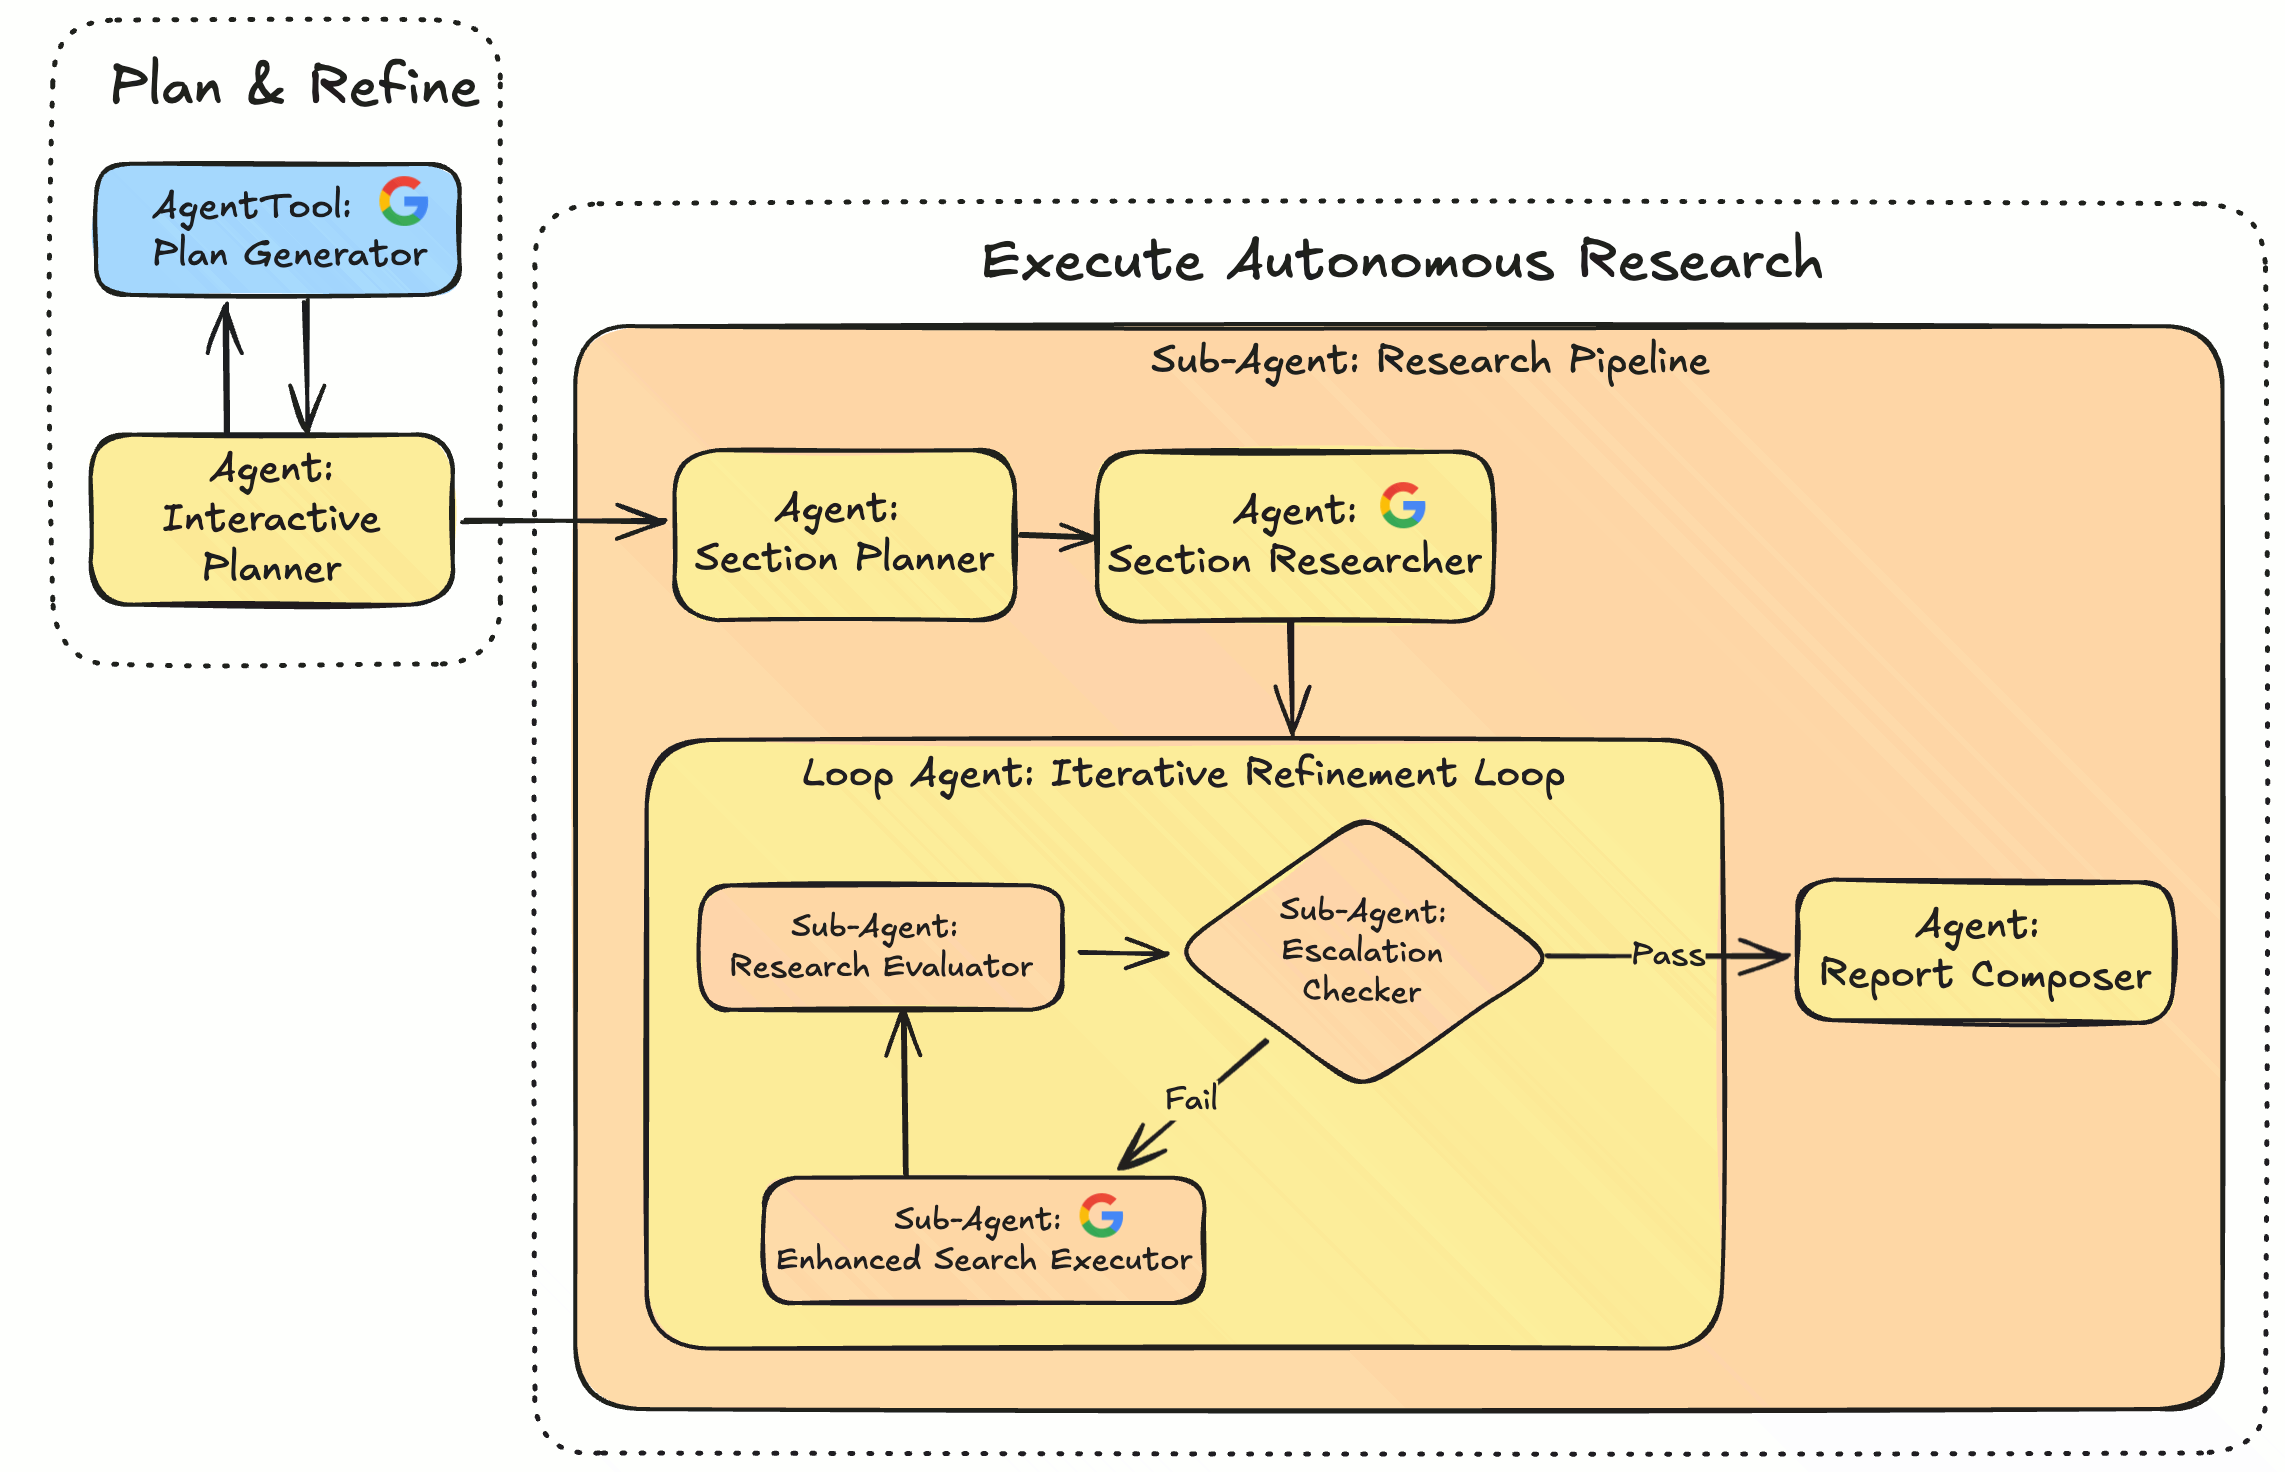 Plan & Refine
AgentTool:
Plan Generator
Agent:
Interactive
Planner
Execute Autonomous Research
Sub-Agent: Research Pipeline
Agent:
Section Planner
Agent:
Section Researcher
Loop Agent: Iterative Refinement Loop
Sub-Agent:
Research Evaluator
Sub-Agent:
Escalation
Checker
Pass
Agent:
Report Composer
Fail
Sub-Agent:
Enhanced Search Executor